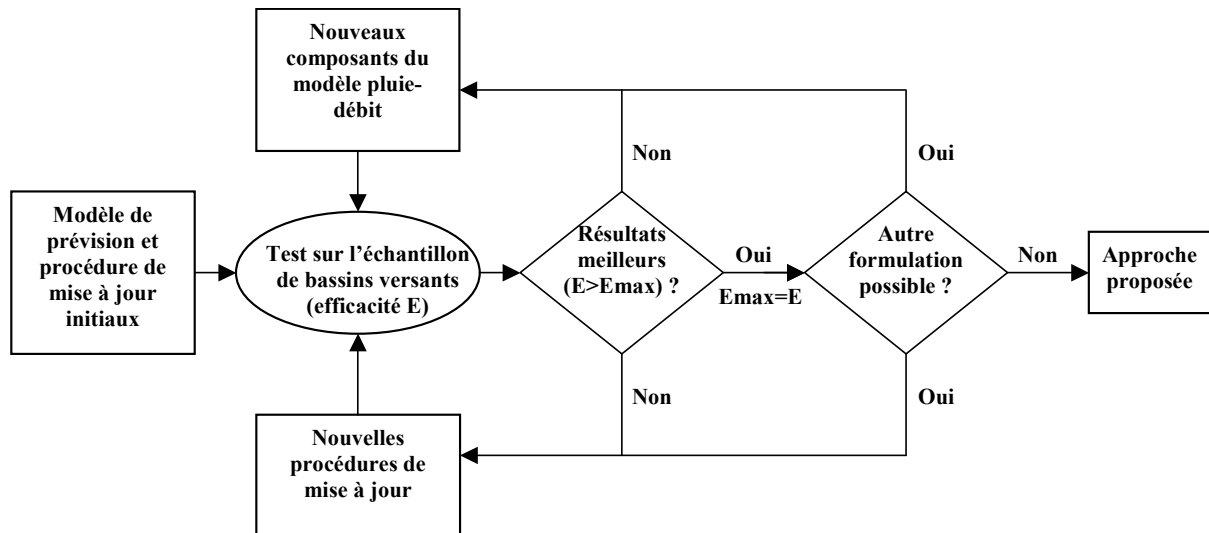 Nouveaux
composants du
modèle pluie-
débit
Non
Oui
Modèle de
prévision et
procédure de
mise à jour
initiaux
Test sur l'échantillon
de bassins versants
(efficacité E)
Résultats
meilleurs
(E>Emax) ?
Oui
Emax=E
Autre
formulation
possible ?
Non
Approche
proposée
Non
Oui
Nouvelles
procédures de
mise à jour